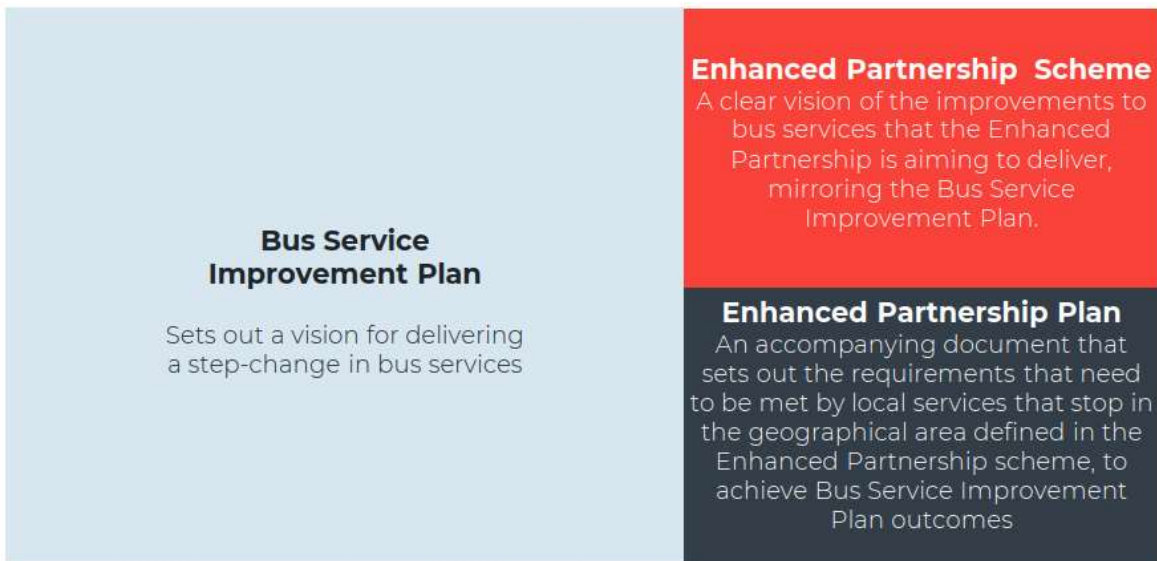 Bus Service
Improvement Plan
Sets out a vision for delivering
a step-change in bus services
Enhanced Partnership Scheme
A clear vision of the improvements to
bus services that the Enhanced
Partnership is aiming to deliver,
mirroring the Bus Service
Improvement Plan.
Enhanced Partnership Plan
An accompanying document that
sets out the requirements that need
to be met by local services that stop in
the geographical area defined in the
Enhanced Partnership scheme, to
achieve Bus Service Improvement
Plan outcomes